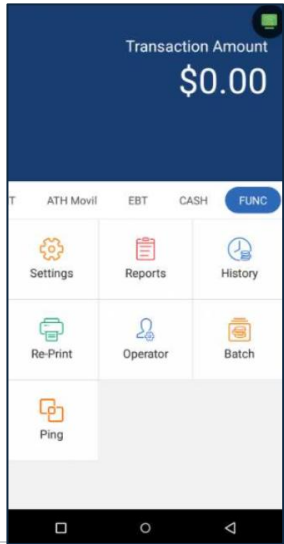 Transaction Amount
$0.00
T ATH Movil EBT CASH FUNC
Settings Reports History
Re-Print Operator Batch
Ping